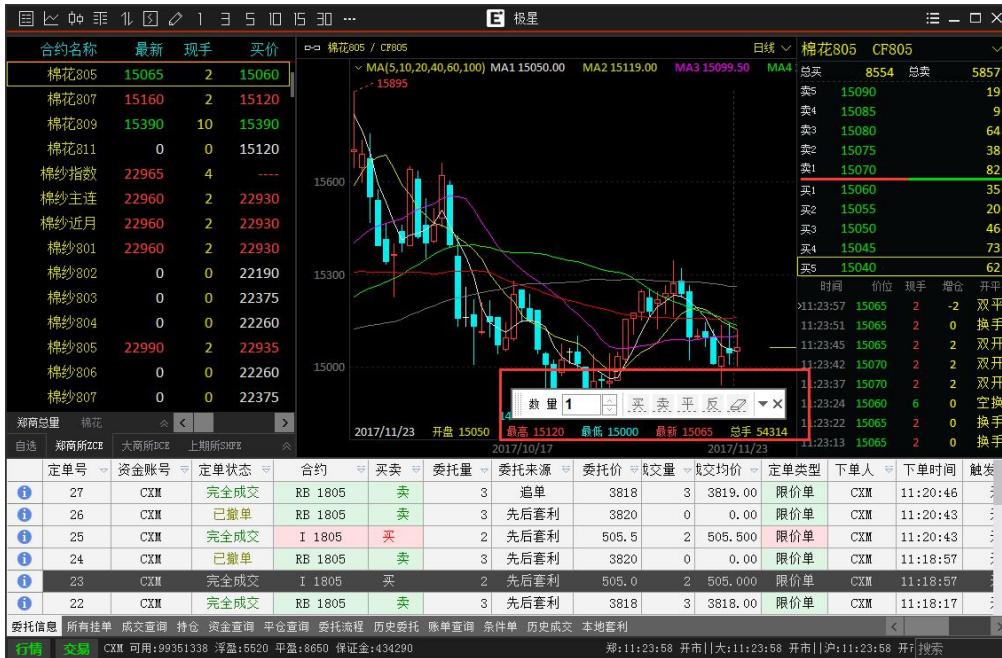 1 3 5 10 15 30 ··· 极星
合约名称 最新 现手 买价
棉花805 15065 2 15060
棉花807 15160 2 15120
棉花809 15390 10 15390
棉花811 0 0 15120
棉纱指数 22965 4 ----
棉纱主连 22960 2 22930
棉纱近月 22960 2 22930
棉纱801 22960 2 22930
棉纱802 0 0 22190
棉纱803 0 0 22375
棉纱804 0 0 22260
棉纱805 22990 2 22935
棉纱806 0 0 22260
棉纱807 0 0 22375
郑商总里 棉花
自选 郑商所ZCE 大商所DCE 上期所SHFE
棉花805 / CF805 日线
MA(5,10,20,40,60,100) MA1 15050.00 MA2 15119.00 MA3 15099.50 MA4
15895
15600
15300
15000
数 量 1 买 卖 平 反
2017/11/23 开盘 15050 最高 15120 最低 15000 最新 15065 总手 54314
2017/10/17 2017/11/23
棉花805 CF805
总买 8554 总卖 5857
卖5 15090 19
卖4 15085 9
卖3 15080 64
卖2 15075 38
卖1 15070 82
买1 15060 35
买2 15055 20
买3 15050 46
买4 15045 73
买5 15040 62
时间 价位 现手 增仓 开平
11:23:57 15065 2 -2 双平
11:23:51 15065 2 0 换手
11:23:45 15065 2 2 双开
11:23:42 15070 2 2 双开
11:23:37 15070 2 2 双开
11:23:24 15060 6 0 空换
11:23:22 15065 2 0 换手
11:23:13 15065 2 0 换手
定单号 资金账号 定单状态 合约 买卖 委托量 委托来源 委托价 成交量 成交均价 定单类型 下单人 下单时间 触发
27 CXM 完全成交 RB 1805 卖 3 追单 3818 3 3819.00 限价单 CXM 11:20:46
26 CXM 已撤单 RB 1805 卖 3 先后套利 3820 0 0.00 限价单 CXM 11:20:43
25 CXM 完全成交 I 1805 买 2 先后套利 505.5 2 505.500 限价单 CXM 11:20:43
24 CXM 已撤单 RB 1805 卖 3 先后套利 3820 0 0.00 限价单 CXM 11:18:57
23 CXM 完全成交 I 1805 买 2 先后套利 505.0 2 505.000 限价单 CXM 11:18:57
22 CXM 完全成交 RB 1805 卖 3 先后套利 3818 3 3818.00 限价单 CXM 11:18:17
委托信息 所有挂单 成交查询 持仓 资金查询 平仓查询 委托流程 历史委托 账单查询 条件单 历史成交 本地套利
行情 交易 CXM 可用:99351338 浮盈:5520 平盈:8650 保证金:434290 郑:11:23:58 开市||大:11:23:58 开市||沪:11:23:58 开 搜索